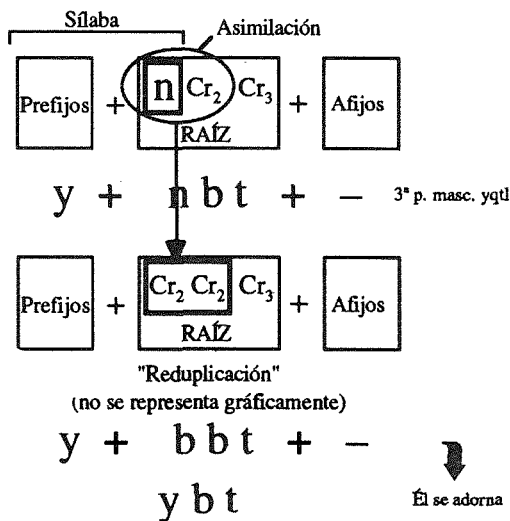 Sílaba
Asimilación
Prefijos + n Cr2 Cr3 + Afijos
RAÍZ
y + n b t + – 3ª p. masc. yqtl
Prefijos + Cr2 Cr2 Cr3 + Afijos
RAÍZ
"Reduplicación"
(no se representa gráficamente)
y + b b t + –
y b t
Él se adorna